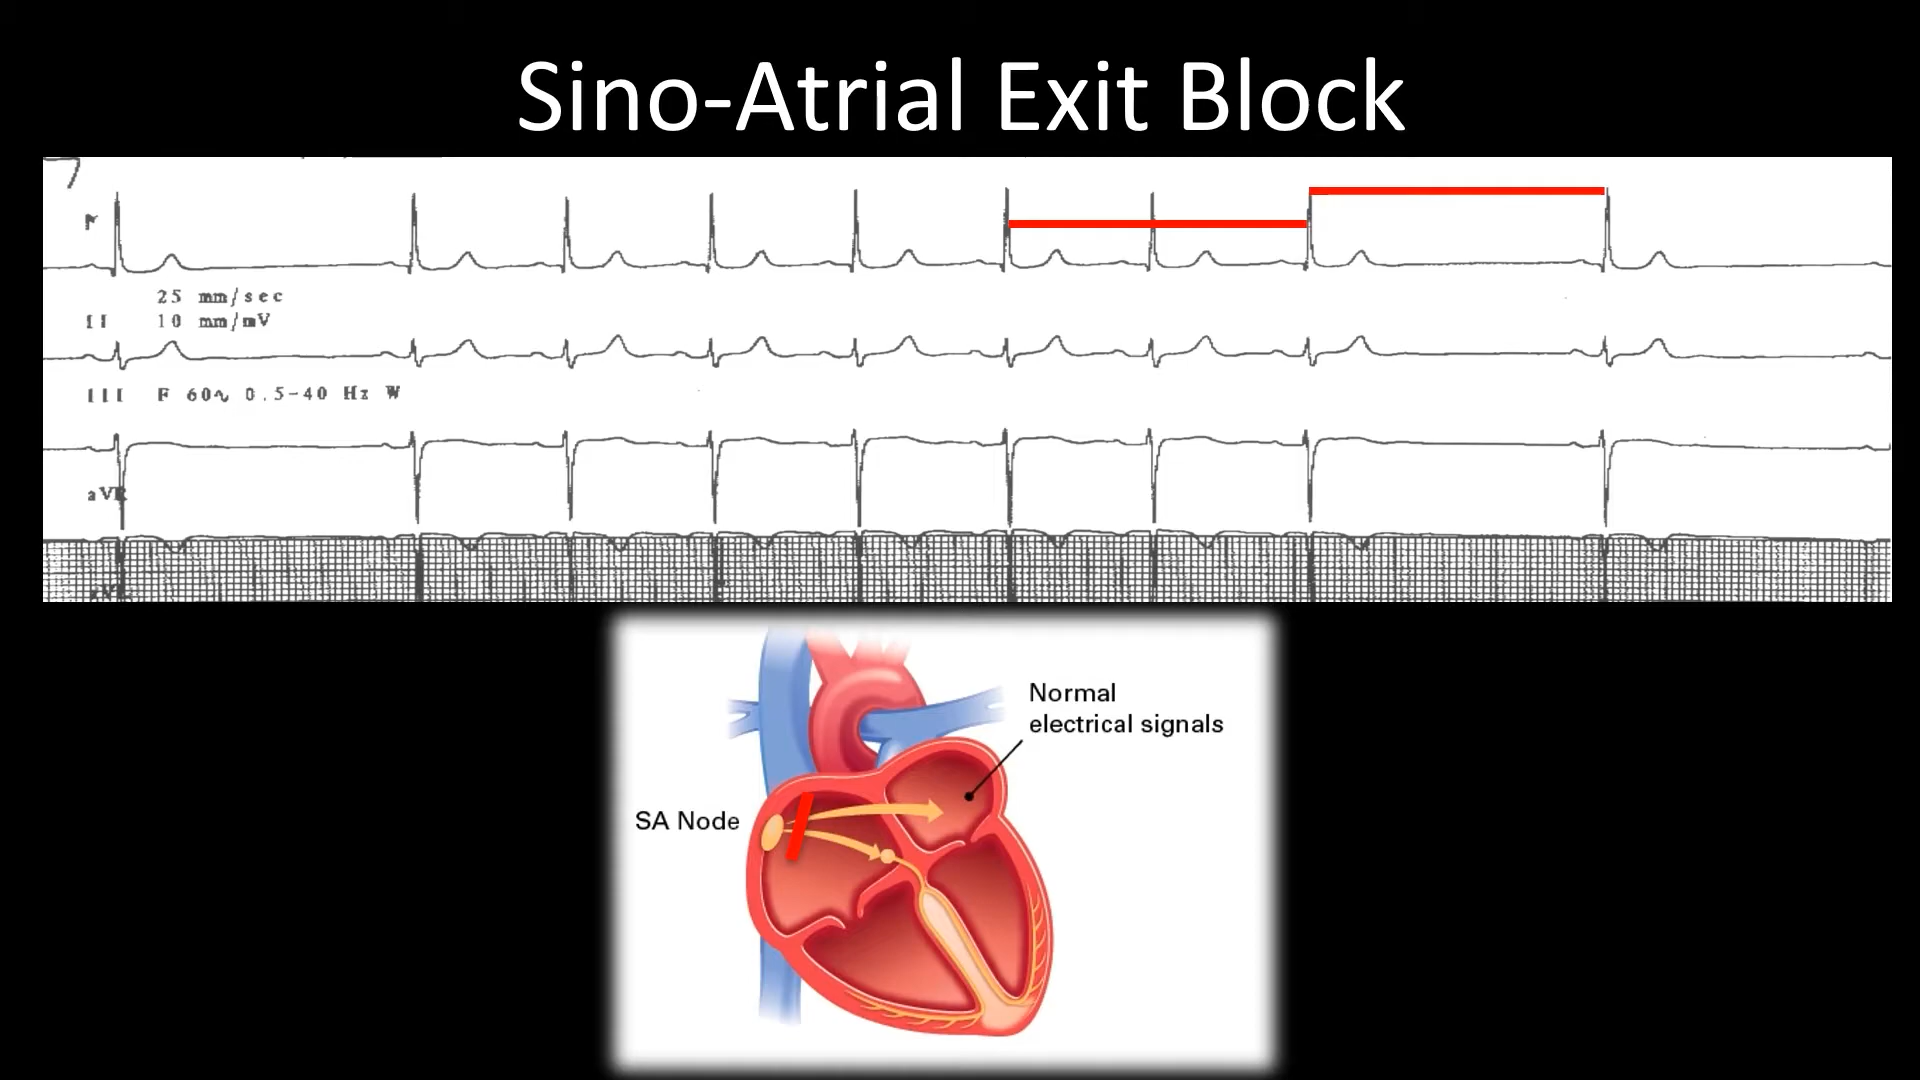 Sino-Atrial Exit Block
25 mm/sec
II 10 mm/mV
III F 60∿ 0.5-40 Hz W
aVR
Normal
electrical signals
SA Node